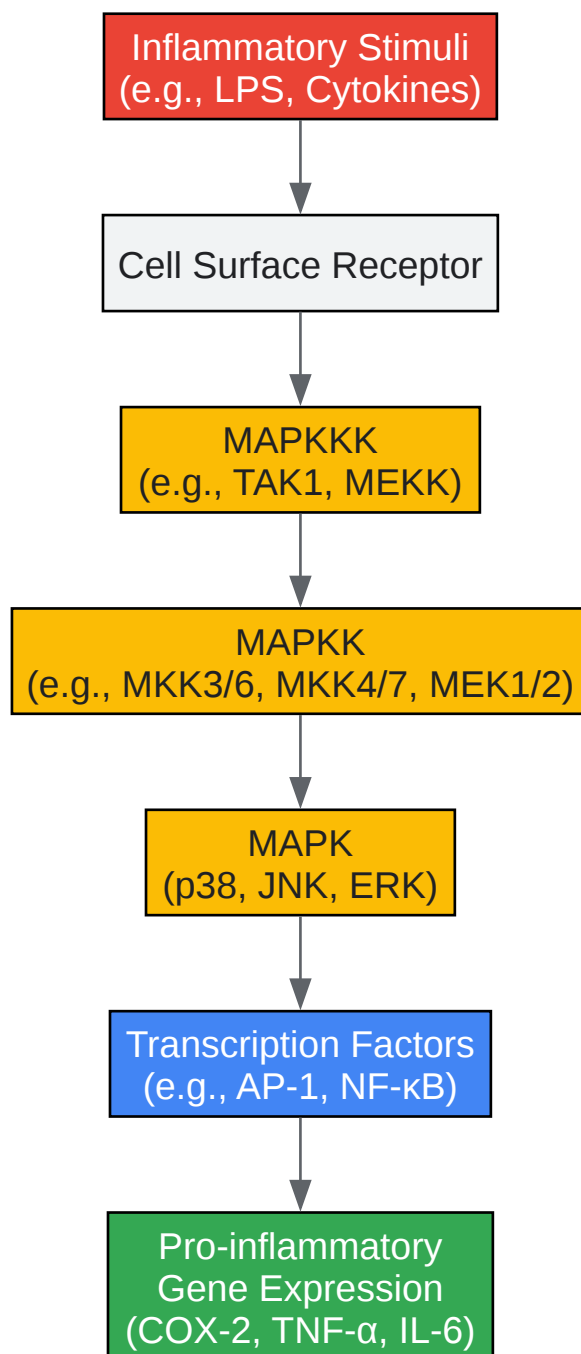 Inflammatory Stimuli
(e.g., LPS, Cytokines)
Cell Surface Receptor
MAPKKK
(e.g., TAK1, MEKK)
MAPKK
(e.g., MKK3/6, MKK4/7, MEK1/2)
MAPK
(p38, JNK, ERK)
Transcription Factors
(e.g., AP-1, NF-κB)
Pro-inflammatory
Gene Expression
(COX-2, TNF-α, IL-6)